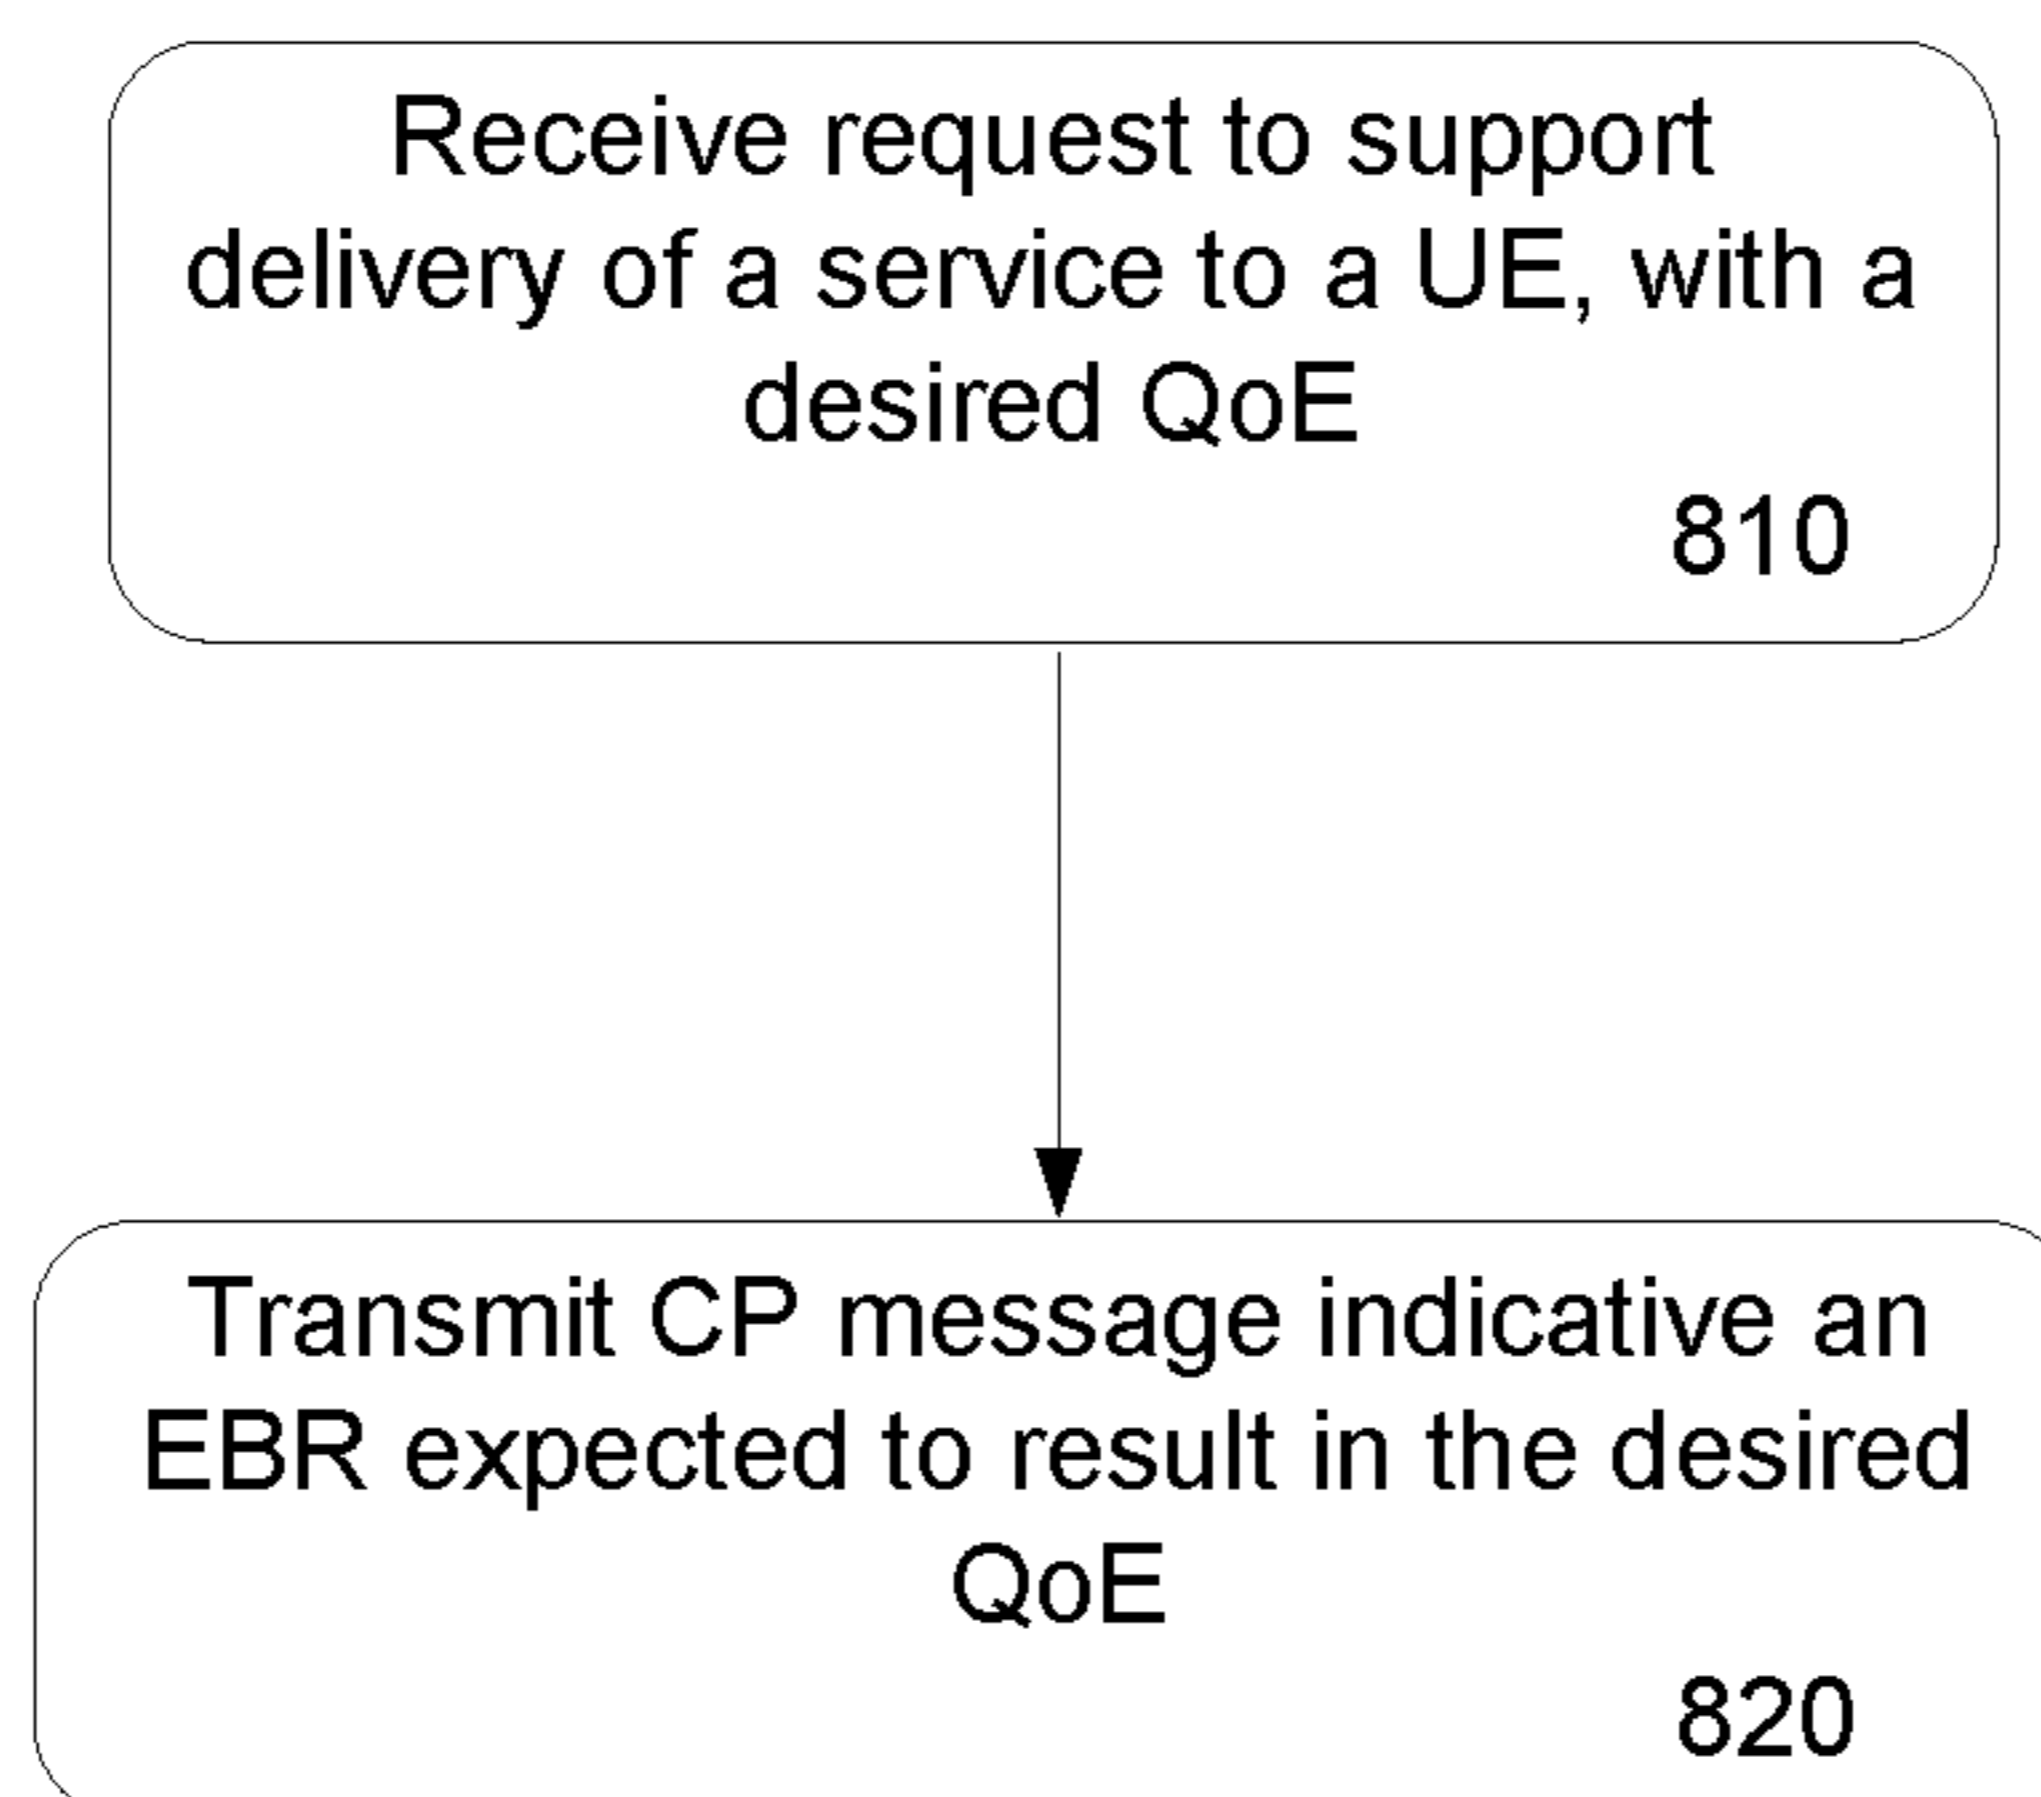 Receive request to support
delivery of a service to a UE, with a
desired QoE
810
Transmit CP message indicative an
EBR expected to result in the desired
QoE
820